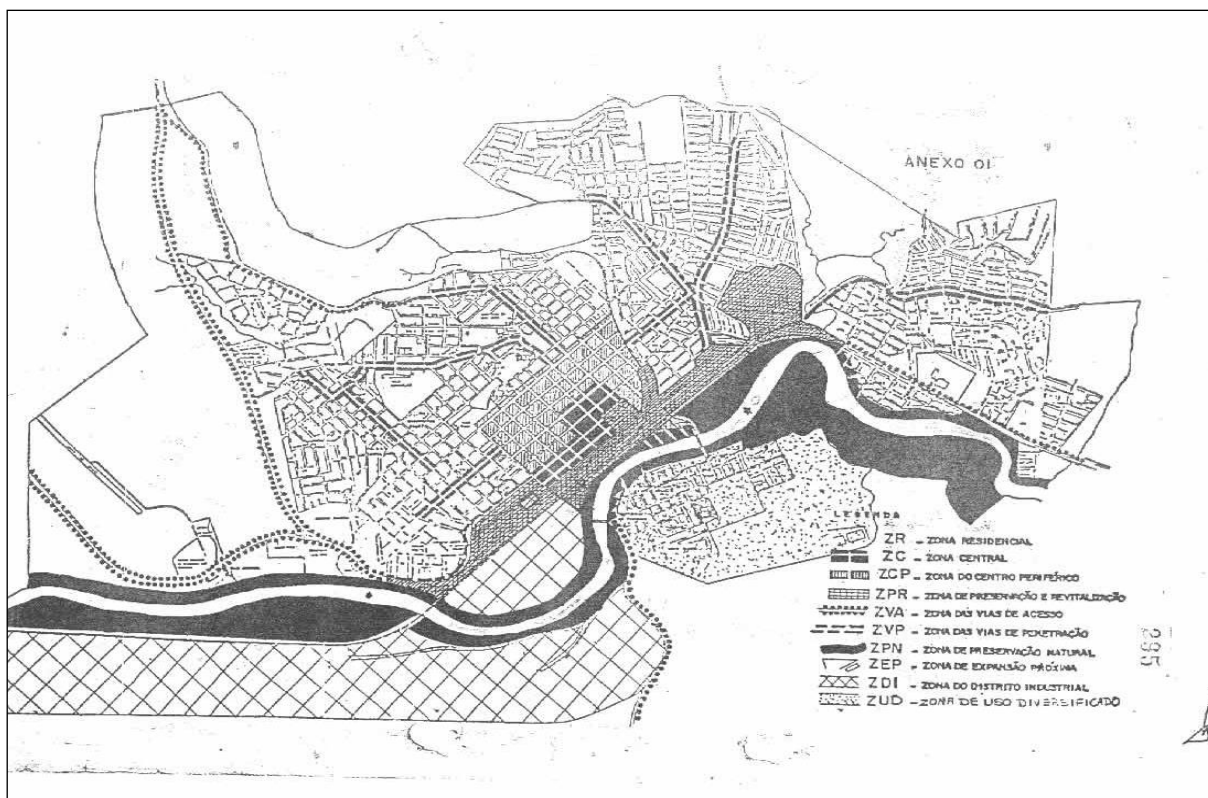 ANEXO 01
LEGENDA
ZR - ZONA RESIDENCIAL
ZC - ZONA CENTRAL
ZCP - ZONA DO CENTRO PERIFÉRICO
ZPR - ZONA DE PRESERVAÇÃO E REVITALIZAÇÃO
ZVA - ZONA DAS VIAS DE ACESSO
ZVP - ZONA DAS VIAS DE PENETRAÇÃO
ZPN - ZONA DE PRESERVAÇÃO NATURAL
ZEP - ZONA DE EXPANSÃO PRÓXIMA
ZDI - ZONA DO DISTRITO INDUSTRIAL
ZUD - ZONA DE USO DIVERSIFICADO